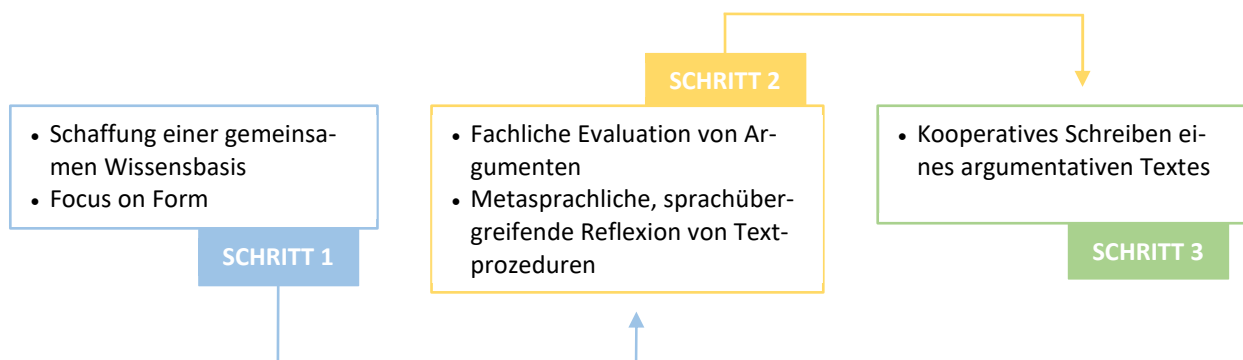 • Schaffung einer gemeinsa-
men Wissensbasis
• Focus on Form
SCHRITT 1
SCHRITT 2
• Fachliche Evaluation von Ar-
gumenten
• Metasprachliche, sprachüber-
greifende Reflexion von Text-
prozeduren
• Kooperatives Schreiben ei-
nes argumentativen Textes
SCHRITT 3